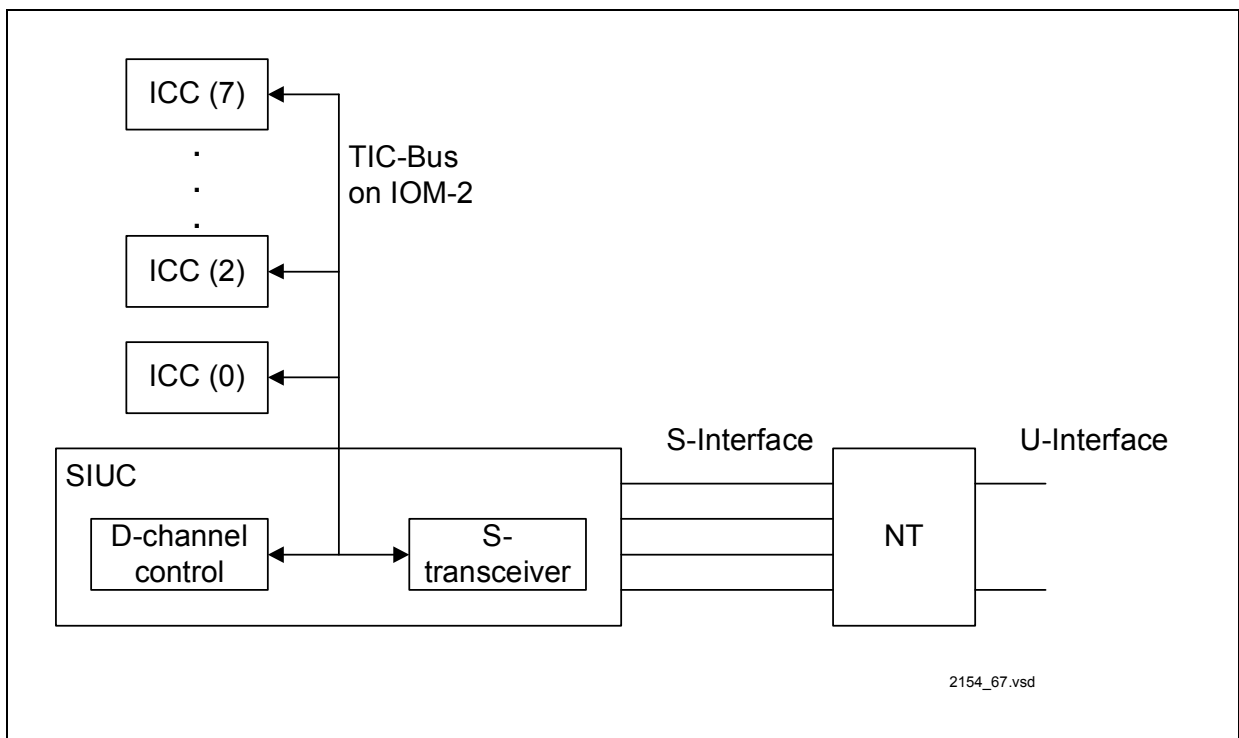 ICC (7)
.
.
.
TIC-Bus
on IOM-2
ICC (2)
ICC (0)
S-Interface
U-Interface
SIUC
D-channel
control
S-
transceiver
NT
2154_67.vsd